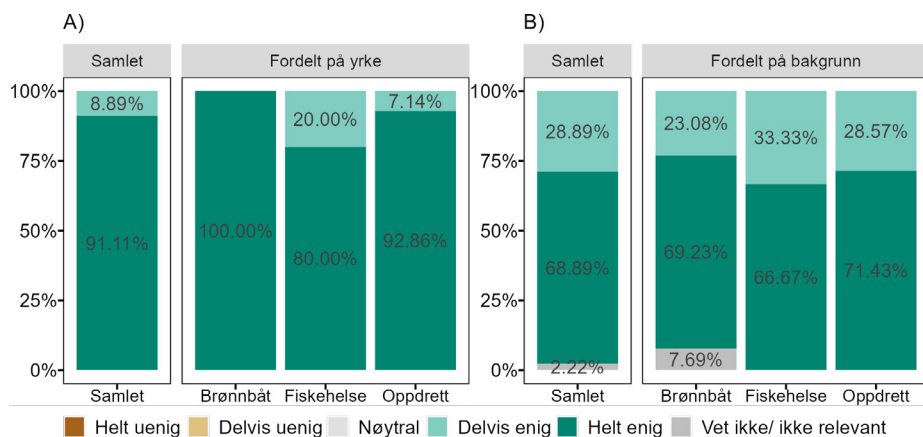 A)
B)
Samlet
Fordelt på yrke
Samlet
Fordelt på bakgrunn
100%
75%
50%
25%
0%
8.89%
91.11%
100.00%
20.00%
80.00%
7.14%
92.86%
100%
75%
50%
25%
0%
28.89%
68.89%
2.22%
23.08%
69.23%
7.69%
33.33%
66.67%
28.57%
71.43%
Samlet
Brønnbåt
Fiskehelse
Oppdrett
Samlet
Brønnbåt
Fiskehelse
Oppdrett
Helt uenig
Delvis uenig
Nøytral
Delvis enig
Helt enig
Vet ikke/ ikke relevant